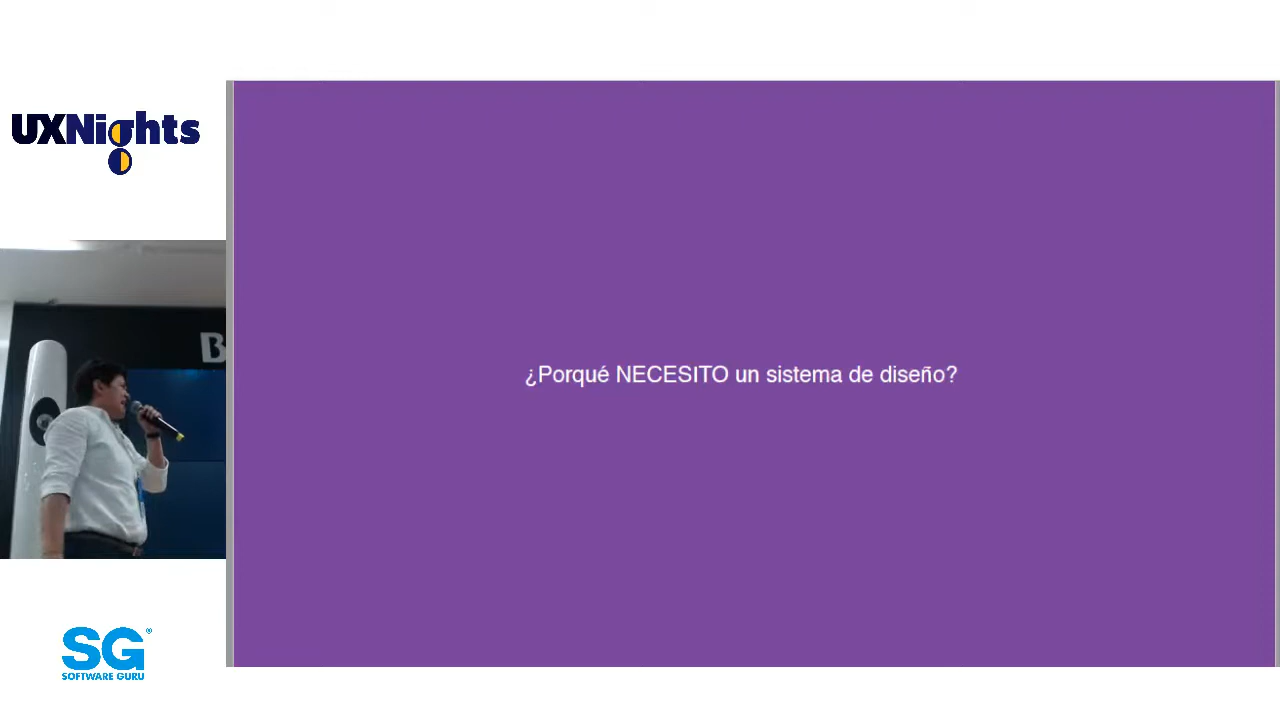 UXNights
B
¿Porqué NECESITO un sistema de diseño?
SG®
SOFTWARE GURU